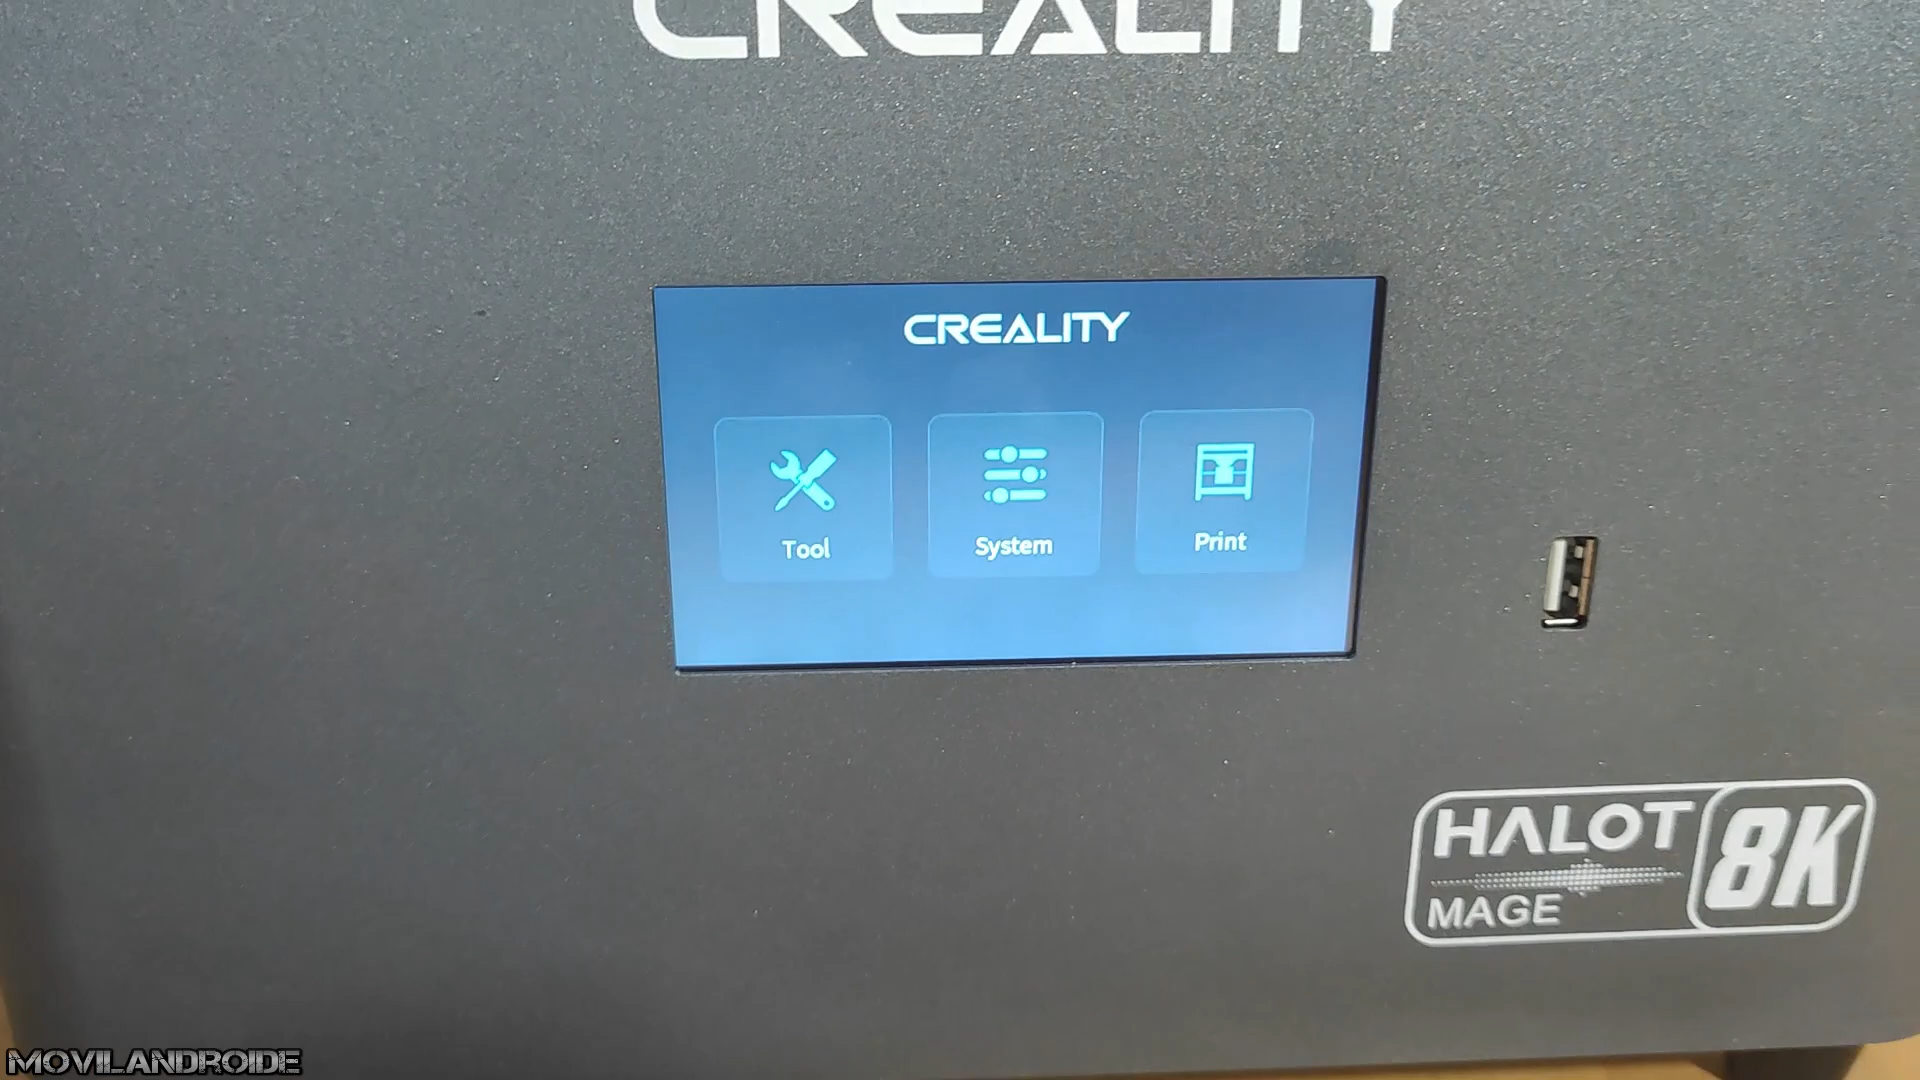 CREALITY
CREALITY
Tool
System
Print
HALOT
8K
MAGE
MOVILANDROIDE